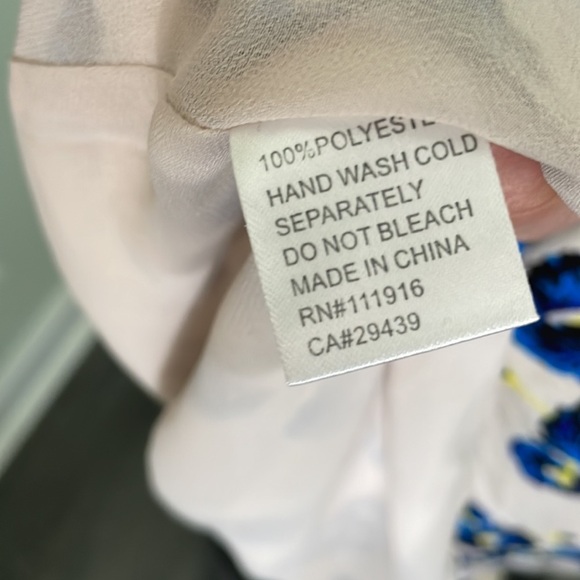 100%POLYESTE
HAND WASH COLD
SEPARATELY
DO NOT BLEACH
MADE IN CHINA
RN#111916
CA#29439